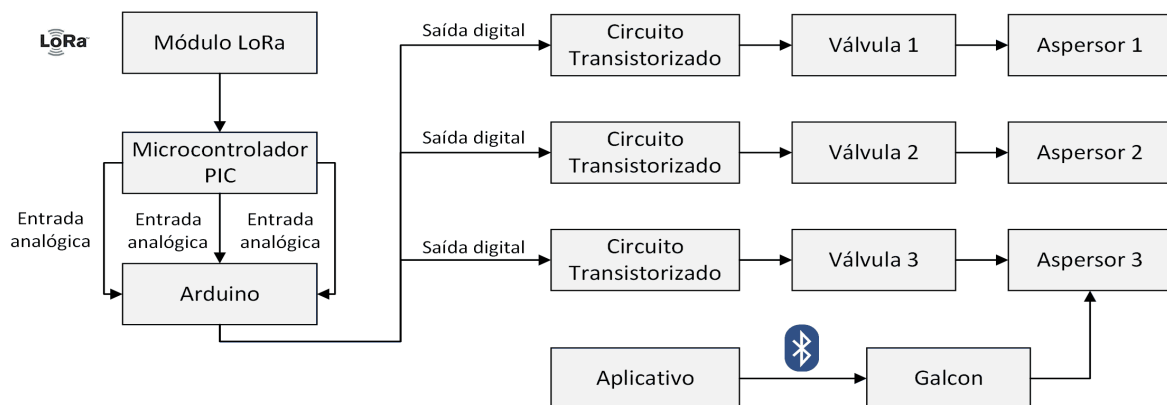 LoRa
Módulo LoRa
Microcontrolador
PIC
Entrada
analógica
Entrada
analógica
Entrada
analógica
Arduino
Saída digital
Circuito
Transistorizado
Válvula 1
Aspersor 1
Saída digital
Circuito
Transistorizado
Válvula 2
Aspersor 2
Saída digital
Circuito
Transistorizado
Válvula 3
Aspersor 3
Aplicativo
Galcon